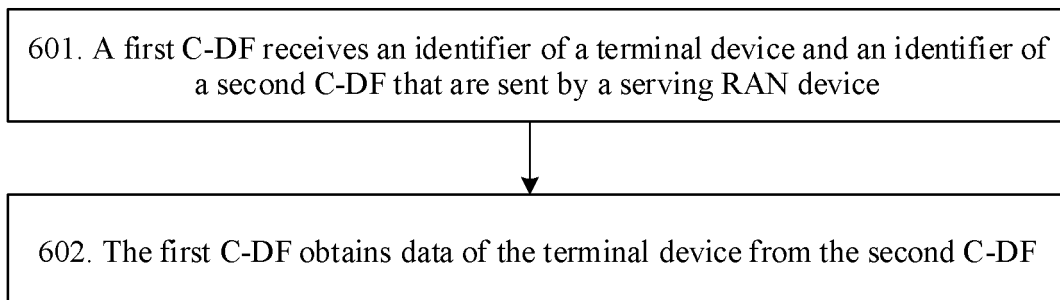 601. A first C-DF receives an identifier of a terminal device and an identifier of
a second C-DF that are sent by a serving RAN device
602. The first C-DF obtains data of the terminal device from the second C-DF